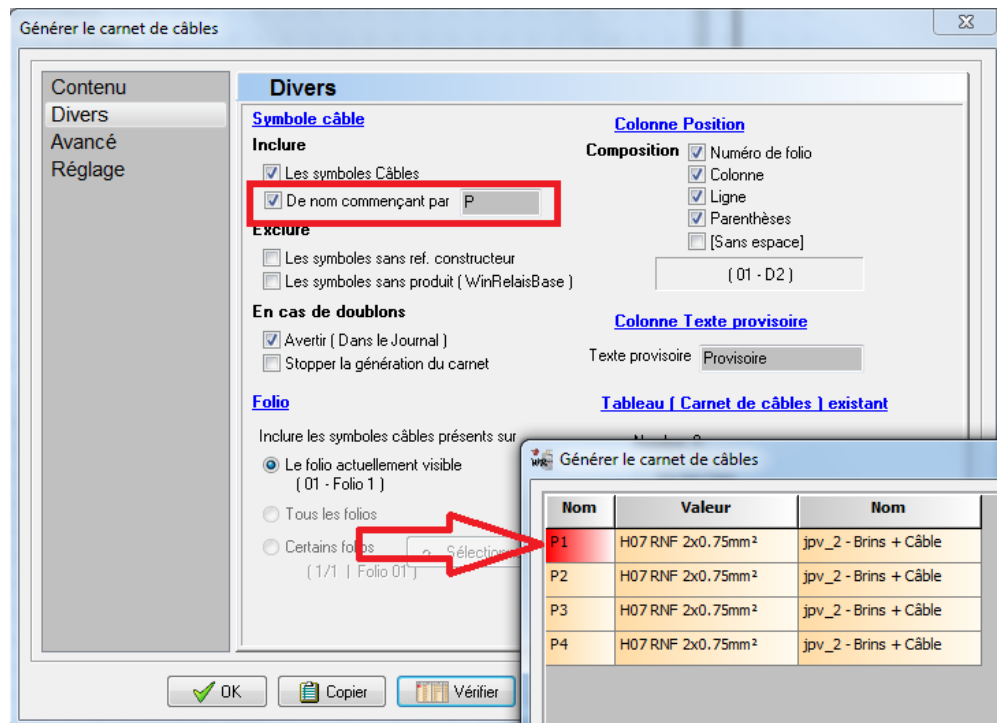 Générer le carnet de câbles
Contenu
Divers
Avancé
Réglage
Divers
Symbole câble
Inclure
Les symboles Câbles
De nom commençant par P
Exclure
Les symboles sans ref. constructeur
Les symboles sans produit ( WinRelaisBase )
En cas de doublons
Avertir ( Dans le Journal )
Stopper la génération du carnet
Folio
Inclure les symboles câbles présents sur
Le folio actuellement visible
( 01 - Folio 1 )
Tous les folios
Certains folios
( 1/1 | Folio 01 )
Colonne Position
Composition Numéro de folio
Colonne
Ligne
Parenthèses
[Sans espace]
( 01 - D2 )
Colonne Texte provisoire
Texte provisoire Provisoire
Tableau ( Carnet de câbles ) existant
OK Copier Vérifier
Générer le carnet de câbles
Nom Valeur Nom
P1 H07 RNF 2x0.75mm² jpv_2 - Brins + Câble
P2 H07 RNF 2x0.75mm² jpv_2 - Brins + Câble
P3 H07 RNF 2x0.75mm² jpv_2 - Brins + Câble
P4 H07 RNF 2x0.75mm² jpv_2 - Brins + Câble